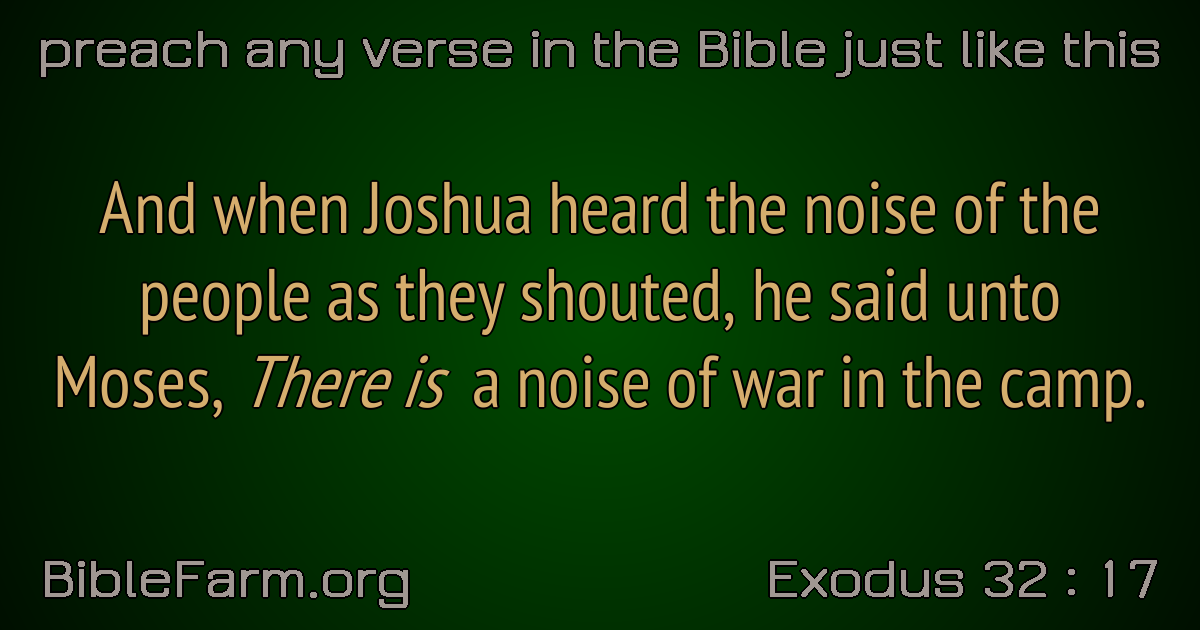 preach any verse in the Bible just like this
And when Joshua heard the noise of the
people as they shouted, he said unto
Moses, There is a noise of war in the camp.
BibleFarm.org
Exodus 32 : 17